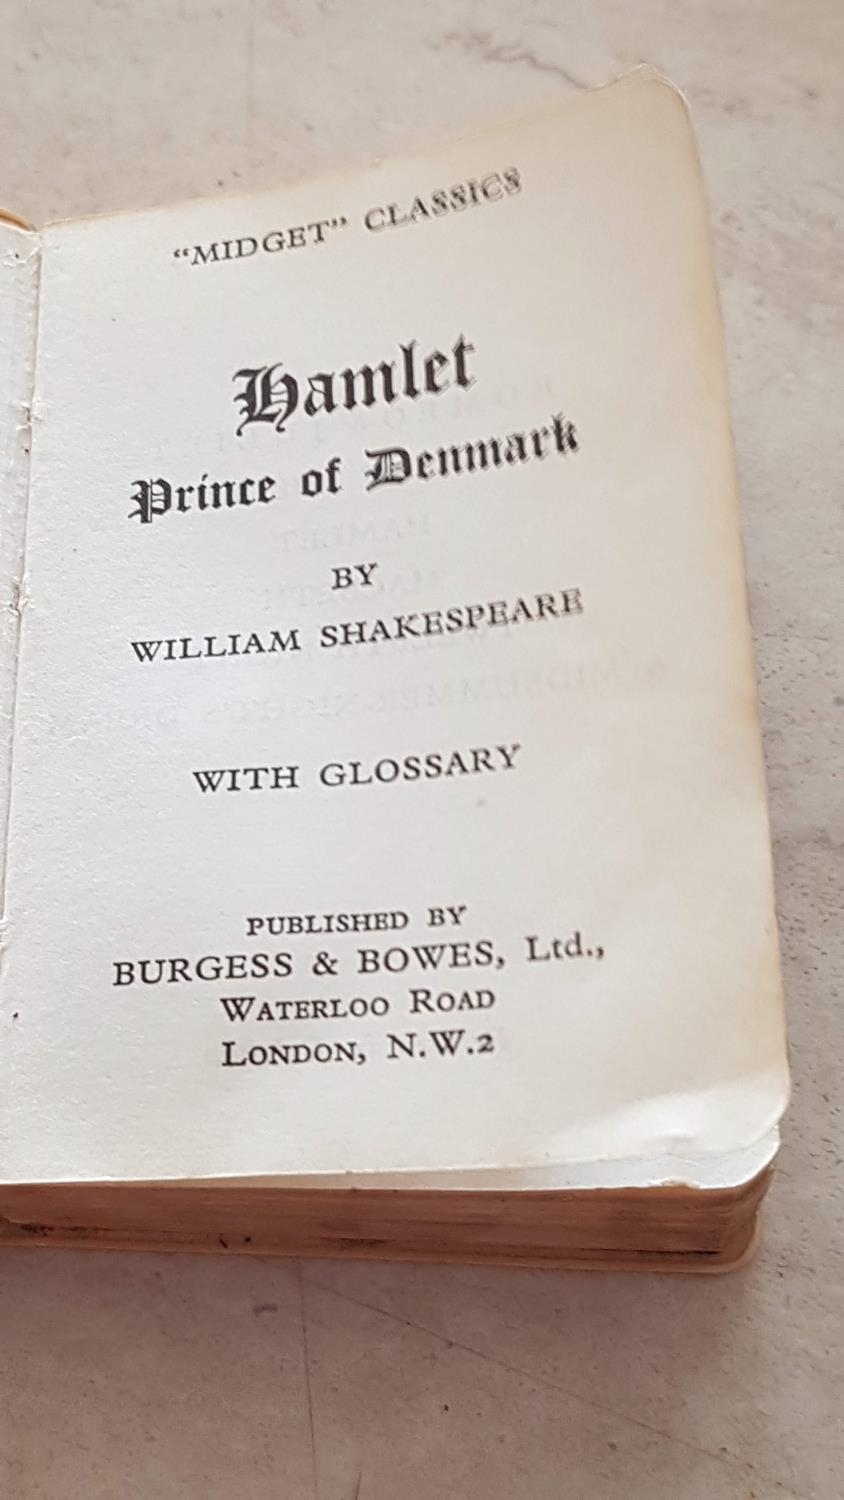 “MIDGET” CLASSICS
Hamlet
Prince of Denmark
BY
WILLIAM SHAKESPEARE
WITH GLOSSARY
PUBLISHED BY
BURGESS & BOWES, Ltd.,
WATERLOO ROAD
LONDON, N.W.2